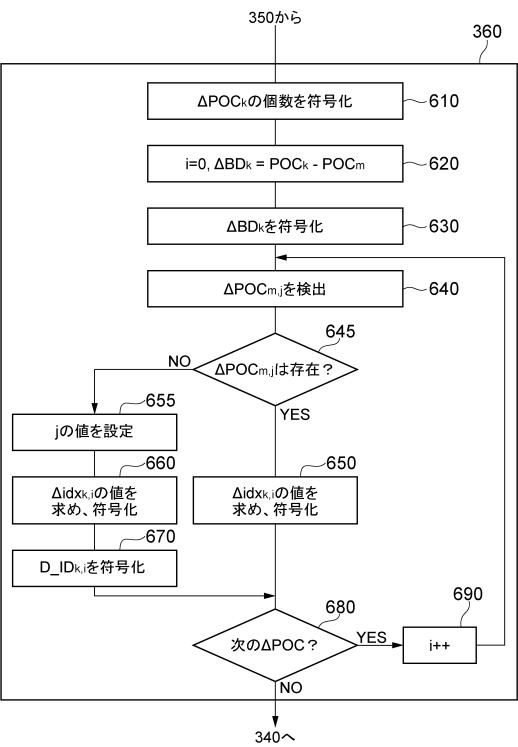 350から
360
ΔPOCkの個数を符号化
610
i=0, ΔBDk = POCk - POCm
620
ΔBDkを符号化
630
ΔPOCm,jを検出
640
645
ΔPOCm,jは存在？
NO
YES
655
jの値を設定
660
Δidxk,iの値を
求め、符号化
650
Δidxk,iの値を
求め、符号化
670
D_IDk,iを符号化
680
次のΔPOC？
YES
690
i++
NO
340へ